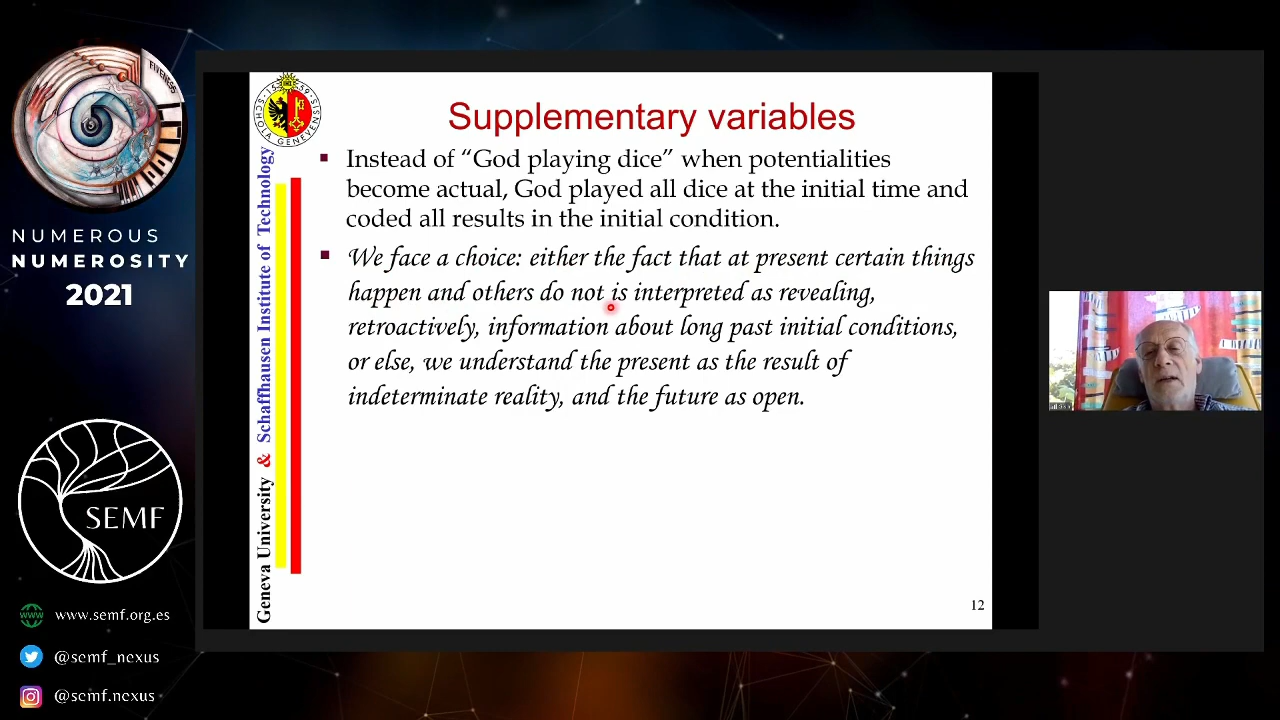 FIVENESS
NUMEROUS
NUMEROSITY
2021
SEMF
www.semf.org.es
@semf_nexus
@semf.nexus
SCHOLA GENEVENSIS 1559
Geneva University & Schaffhausen Institute of Technology
Supplementary variables
Instead of “God playing dice” when potentialities
become actual, God played all dice at the initial time and
coded all results in the initial condition.
We face a choice: either the fact that at present certain things
happen and others do not is interpreted as revealing,
retroactively, information about long past initial conditions,
or else, we understand the present as the result of
indeterminate reality, and the future as open.
12